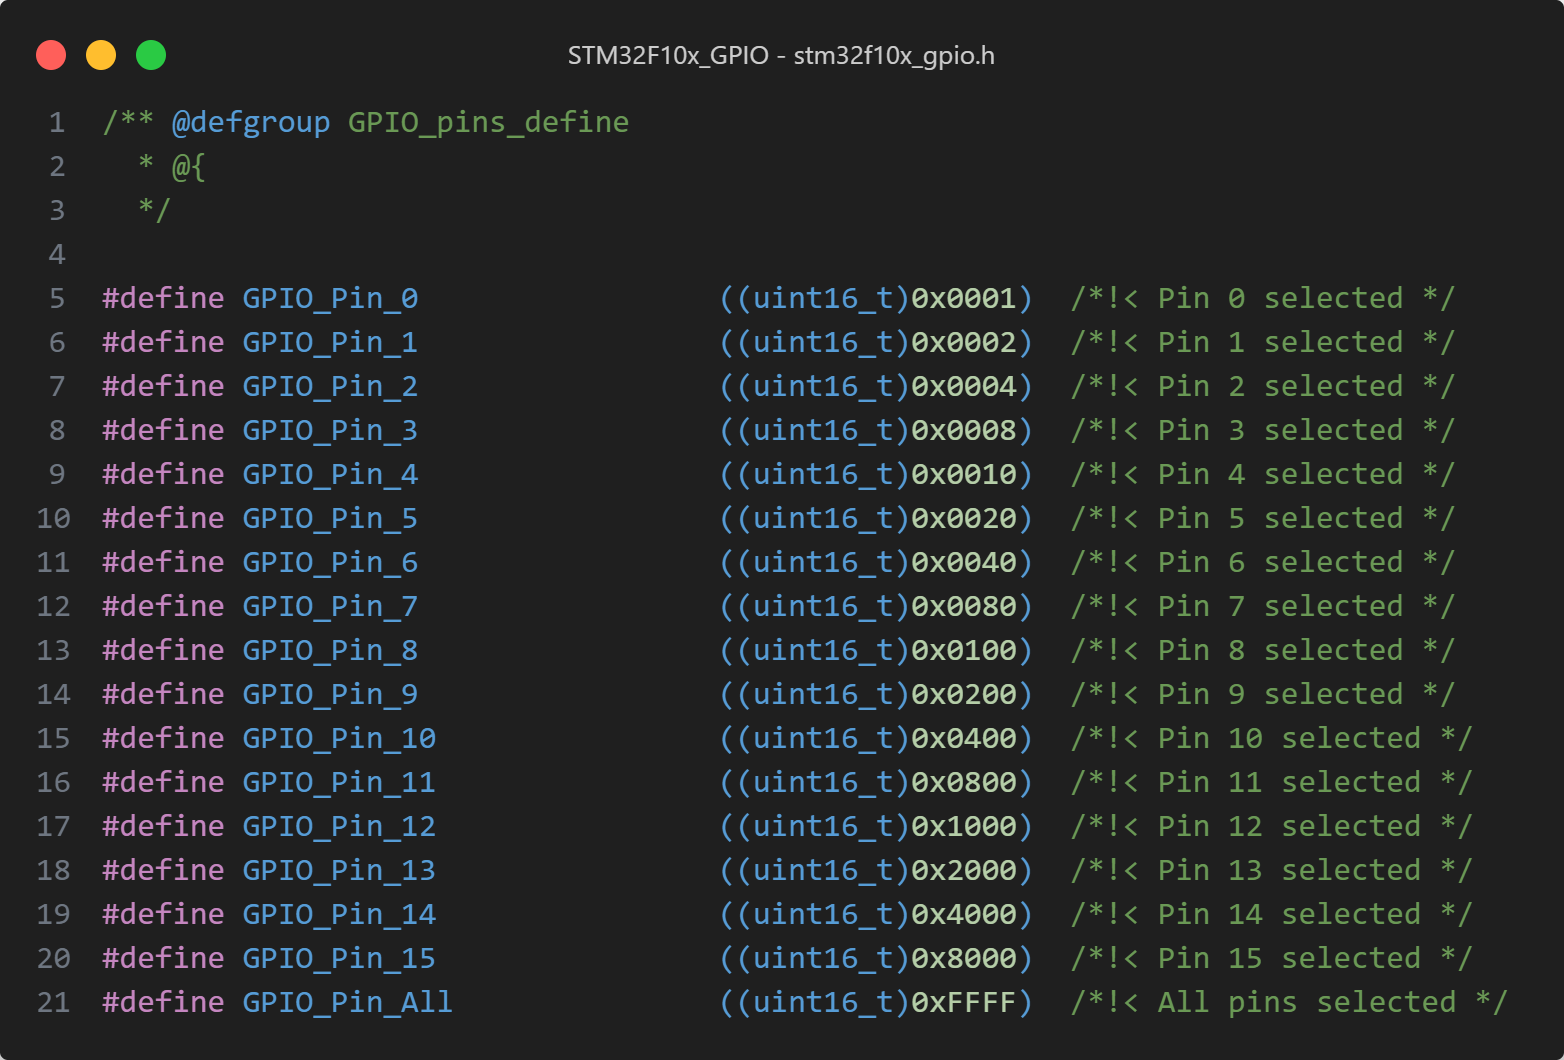 STM32F10x_GPIO - stm32f10x_gpio.h
1 /** @defgroup GPIO_pins_define
2   * @{
3   */
4
5 #define GPIO_Pin_0                 ((uint16_t)0x0001)  /*!< Pin 0 selected */
6 #define GPIO_Pin_1                 ((uint16_t)0x0002)  /*!< Pin 1 selected */
7 #define GPIO_Pin_2                 ((uint16_t)0x0004)  /*!< Pin 2 selected */
8 #define GPIO_Pin_3                 ((uint16_t)0x0008)  /*!< Pin 3 selected */
9 #define GPIO_Pin_4                 ((uint16_t)0x0010)  /*!< Pin 4 selected */
10 #define GPIO_Pin_5                 ((uint16_t)0x0020)  /*!< Pin 5 selected */
11 #define GPIO_Pin_6                 ((uint16_t)0x0040)  /*!< Pin 6 selected */
12 #define GPIO_Pin_7                 ((uint16_t)0x0080)  /*!< Pin 7 selected */
13 #define GPIO_Pin_8                 ((uint16_t)0x0100)  /*!< Pin 8 selected */
14 #define GPIO_Pin_9                 ((uint16_t)0x0200)  /*!< Pin 9 selected */
15 #define GPIO_Pin_10                ((uint16_t)0x0400)  /*!< Pin 10 selected */
16 #define GPIO_Pin_11                ((uint16_t)0x0800)  /*!< Pin 11 selected */
17 #define GPIO_Pin_12                ((uint16_t)0x1000)  /*!< Pin 12 selected */
18 #define GPIO_Pin_13                ((uint16_t)0x2000)  /*!< Pin 13 selected */
19 #define GPIO_Pin_14                ((uint16_t)0x4000)  /*!< Pin 14 selected */
20 #define GPIO_Pin_15                ((uint16_t)0x8000)  /*!< Pin 15 selected */
21 #define GPIO_Pin_All               ((uint16_t)0xFFFF)  /*!< All pins selected */